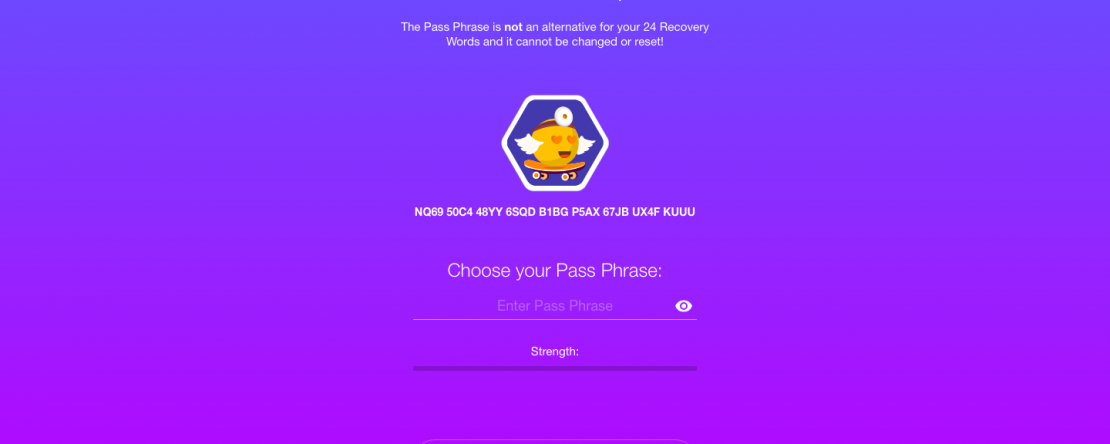 The Pass Phrase is not an alternative for your 24 Recovery
Words and it cannot be changed or reset!
NQ69 50C4 48YY 6SQD B1BG P5AX 67JB UX4F KUUU
Choose your Pass Phrase:
Enter Pass Phrase
Strength: